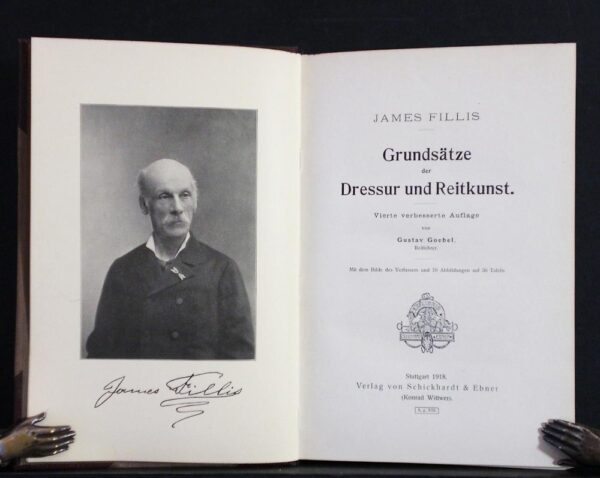 James Fillis
JAMES FILLIS
Grundsätze
der
Dressur und Reitkunst.
Vierte verbesserte Auflage
von
Gustav Goebel,
Reitlehrer.
Mit dem Bilde des Verfassers und 70 Abbildungen auf 36 Tafeln
Stuttgart 1918.
Verlag von Schickhardt & Ebner
(Konrad Wittwer).